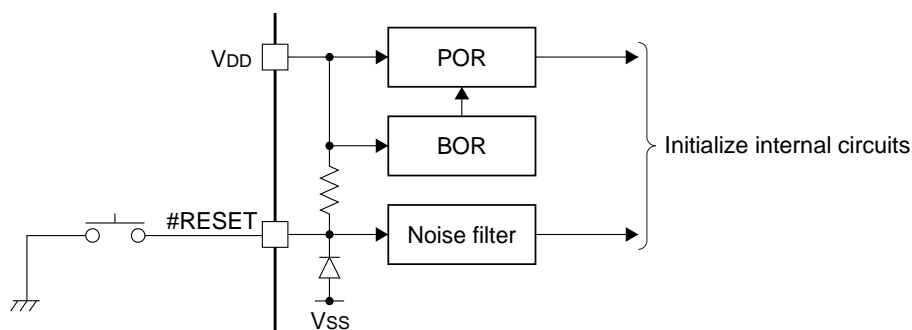 VDD
POR
BOR
Initialize internal circuits
#RESET
Noise filter
VSS